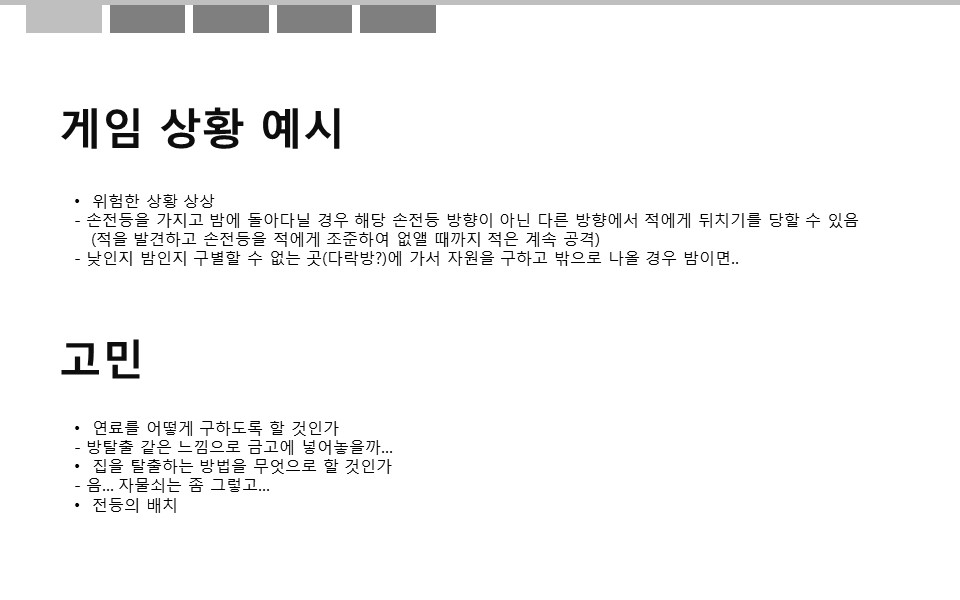 게임 상황 예시
• 위험한 상황 상상
- 손전등을 가지고 밤에 돌아다닐 경우 해당 손전등 방향이 아닌 다른 방향에서 적에게 뒤치기를 당할 수 있음
(적을 발견하고 손전등을 적에게 조준하여 없앨 때까지 적은 계속 공격)
- 낮인지 밤인지 구별할 수 없는 곳(다락방?)에 가서 자원을 구하고 밖으로 나올 경우 밤이면..
고민
• 연료를 어떻게 구하도록 할 것인가
- 방탈출 같은 느낌으로 금고에 넣어놓을까...
• 집을 탈출하는 방법을 무엇으로 할 것인가
- 음... 자물쇠는 좀 그렇고...
• 전등의 배치